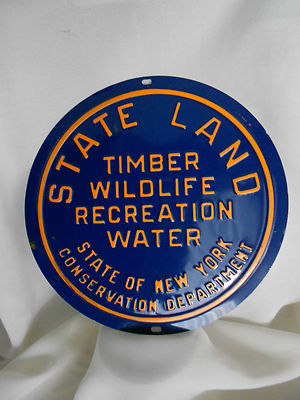 STATE LAND
TIMBER
WILDLIFE
RECREATION
WATER
STATE OF NEW YORK
CONSERVATION DEPARTMENT